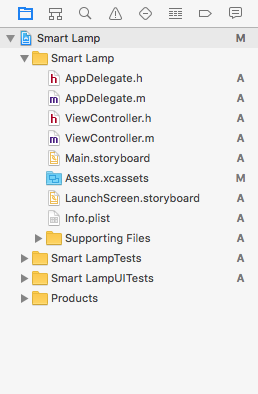 Smart Lamp M
Smart Lamp
h AppDelegate.h A
m AppDelegate.m A
h ViewController.h A
m ViewController.m A
Main.storyboard A
Assets.xcassets M
LaunchScreen.storyboard A
Info.plist A
Supporting Files A
Smart LampTests A
Smart LampUITests A
Products